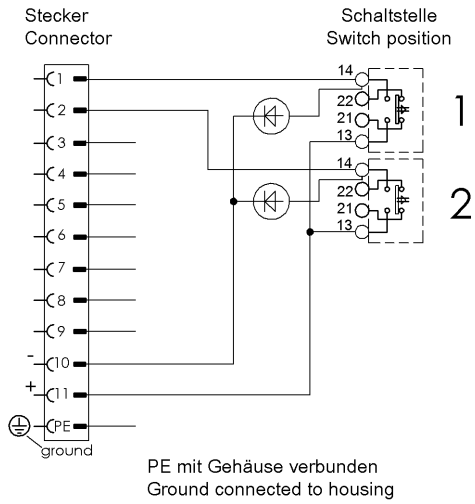 Stecker
Connector
Schaltstelle
Switch position
1
2
3
4
5
6
7
8
9
- 10
+ 11
PE
ground
14
22
21
13
1
14
22
21
13
2
PE mit Gehäuse verbunden
Ground connected to housing